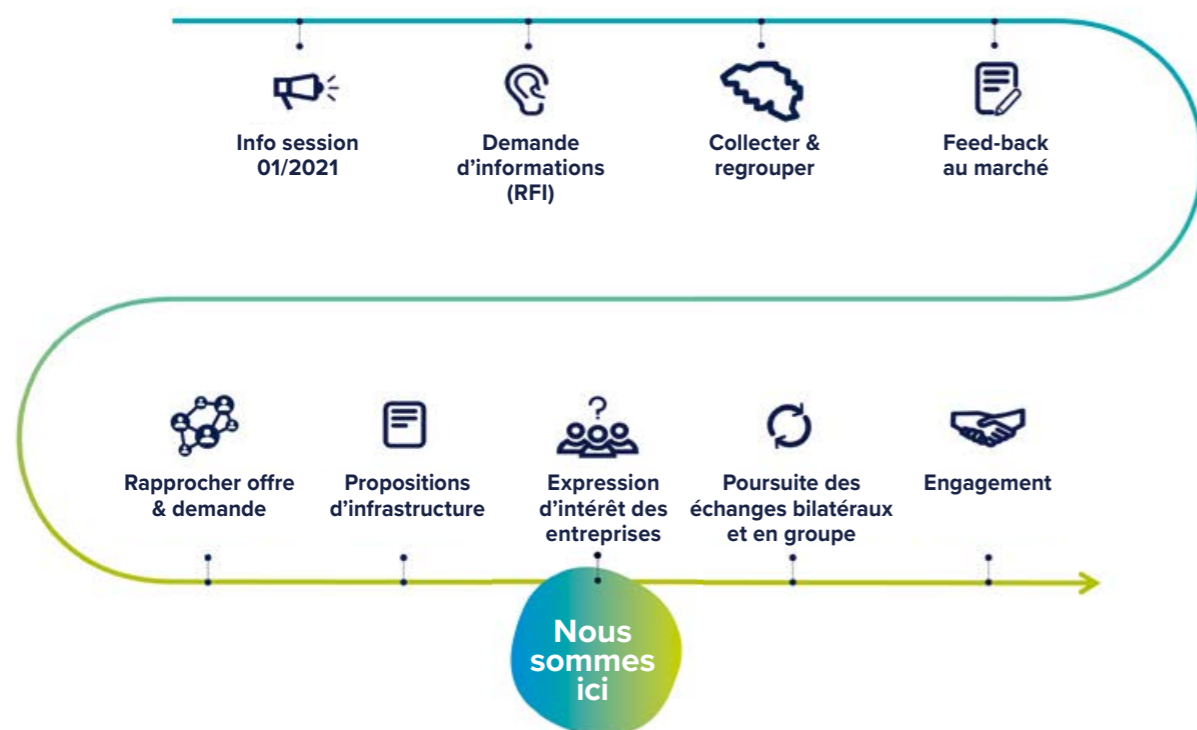 Info session
01/2021
Demande
d’informations
(RFI)
Collecter &
regrouper
Feed-back
au marché
Rapprocher offre
& demande
Propositions
d’infrastructure
?
Expression
d’intérêt des
entreprises
Poursuite des
échanges bilatéraux
et en groupe
Engagement
Nous
sommes
ici